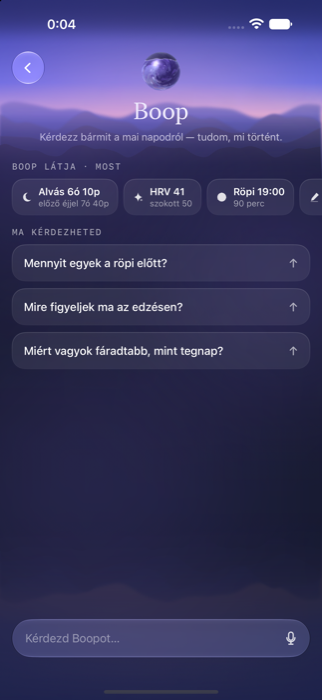 0:04
Boop
Kérdezz bármit a mai napodról — tudom, mi történt.
BOOP LÁTJA · MOST
Alvás 6ó 10p
előző éjjel 7ó 40p
HRV 41
szokott 50
Röpi 19:00
90 perc
MA KÉRDEZHETED
Mennyit egyek a röpi előtt?
Mire figyeljek ma az edzésen?
Miért vagyok fáradtabb, mint tegnap?
Kérdezd Boopot...